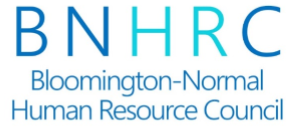 BNHRC
Bloomington-Normal
Human Resource Council